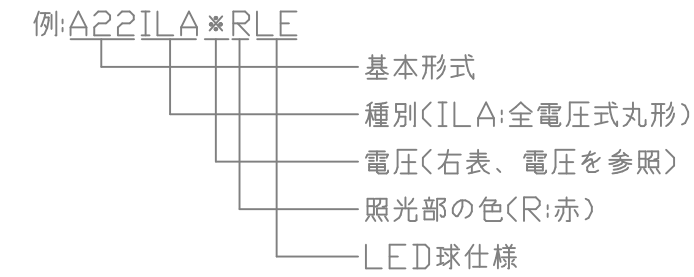 例:A22ILA※RLE
基本形式
種別(ILA:全電圧式丸形)
電圧(右表、電圧を参照)
照光部の色(R:赤)
LED球仕様